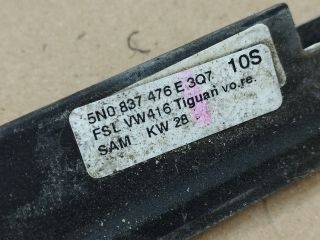 5N0 837 476 E 3Q7 10S
FSL VW416 Tiguan vo.re.
SAM KW 28